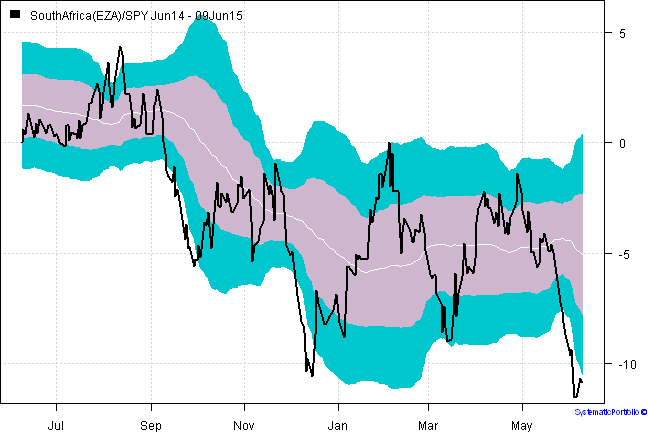 SouthAfrica(EZA)/SPY Jun14 - 09Jun15
5
0
-5
-10
Jul Sep Nov Jan Mar May
SystematicPortfolio ©